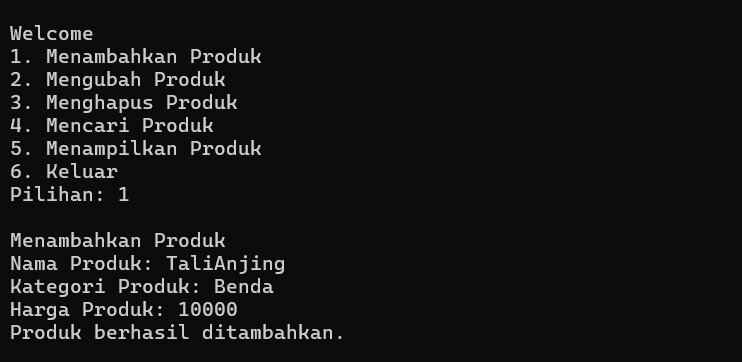 Welcome
1. Menambahkan Produk
2. Mengubah Produk
3. Menghapus Produk
4. Mencari Produk
5. Menampilkan Produk
6. Keluar
Pilihan: 1
Menambahkan Produk
Nama Produk: TaliAnjing
Kategori Produk: Benda
Harga Produk: 10000
Produk berhasil ditambahkan.